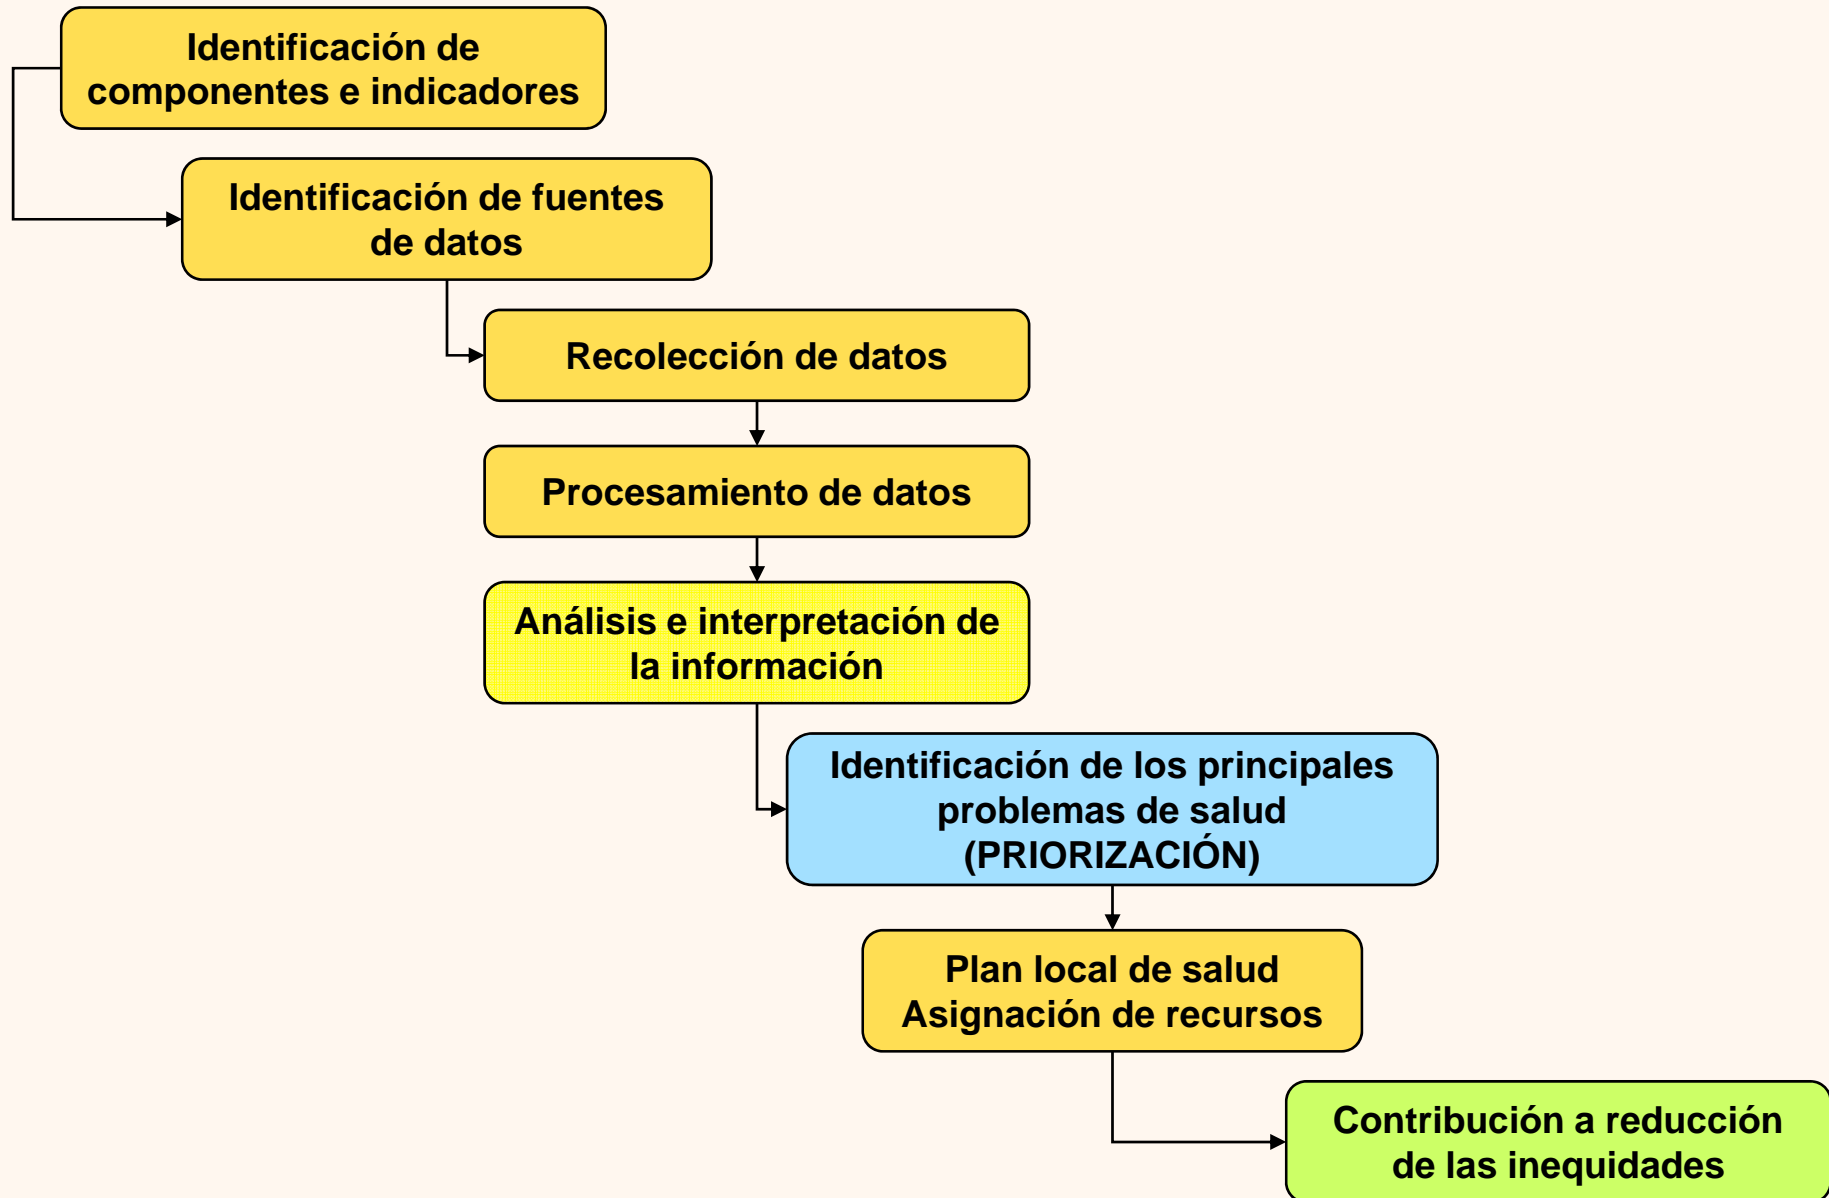 Identificación de
componentes e indicadores
Identificación de fuentes
de datos
Recolección de datos
Procesamiento de datos
Análisis e interpretación de
la información
Identificación de los principales
problemas de salud
(PRIORIZACIÓN)
Plan local de salud
Asignación de recursos
Contribución a reducción
de las inequidades